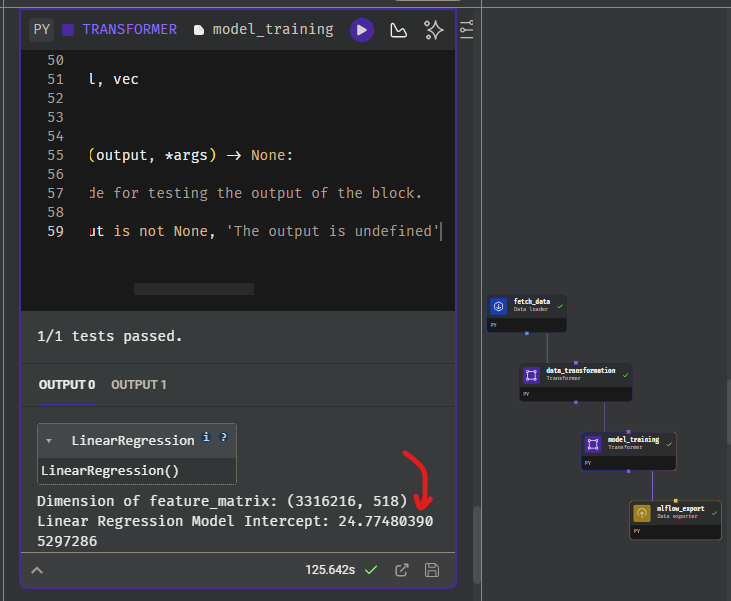 PY TRANSFORMER model_training
50
51 l, vec
52
53
54
55 (output, *args) -> None:
56
57 de for testing the output of the block.
58
59 ut is not None, 'The output is undefined'
1/1 tests passed.
OUTPUT 0 OUTPUT 1
LinearRegression i ?
LinearRegression()
Dimension of feature_matrix: (3316216, 518)
Linear Regression Model Intercept: 24.77480390
5297286
125.642s
fetch_data
Data loader
PY
data_transformation
Transformer
PY
model_training
Transformer
PY
mlflow_export
Data exporter
PY